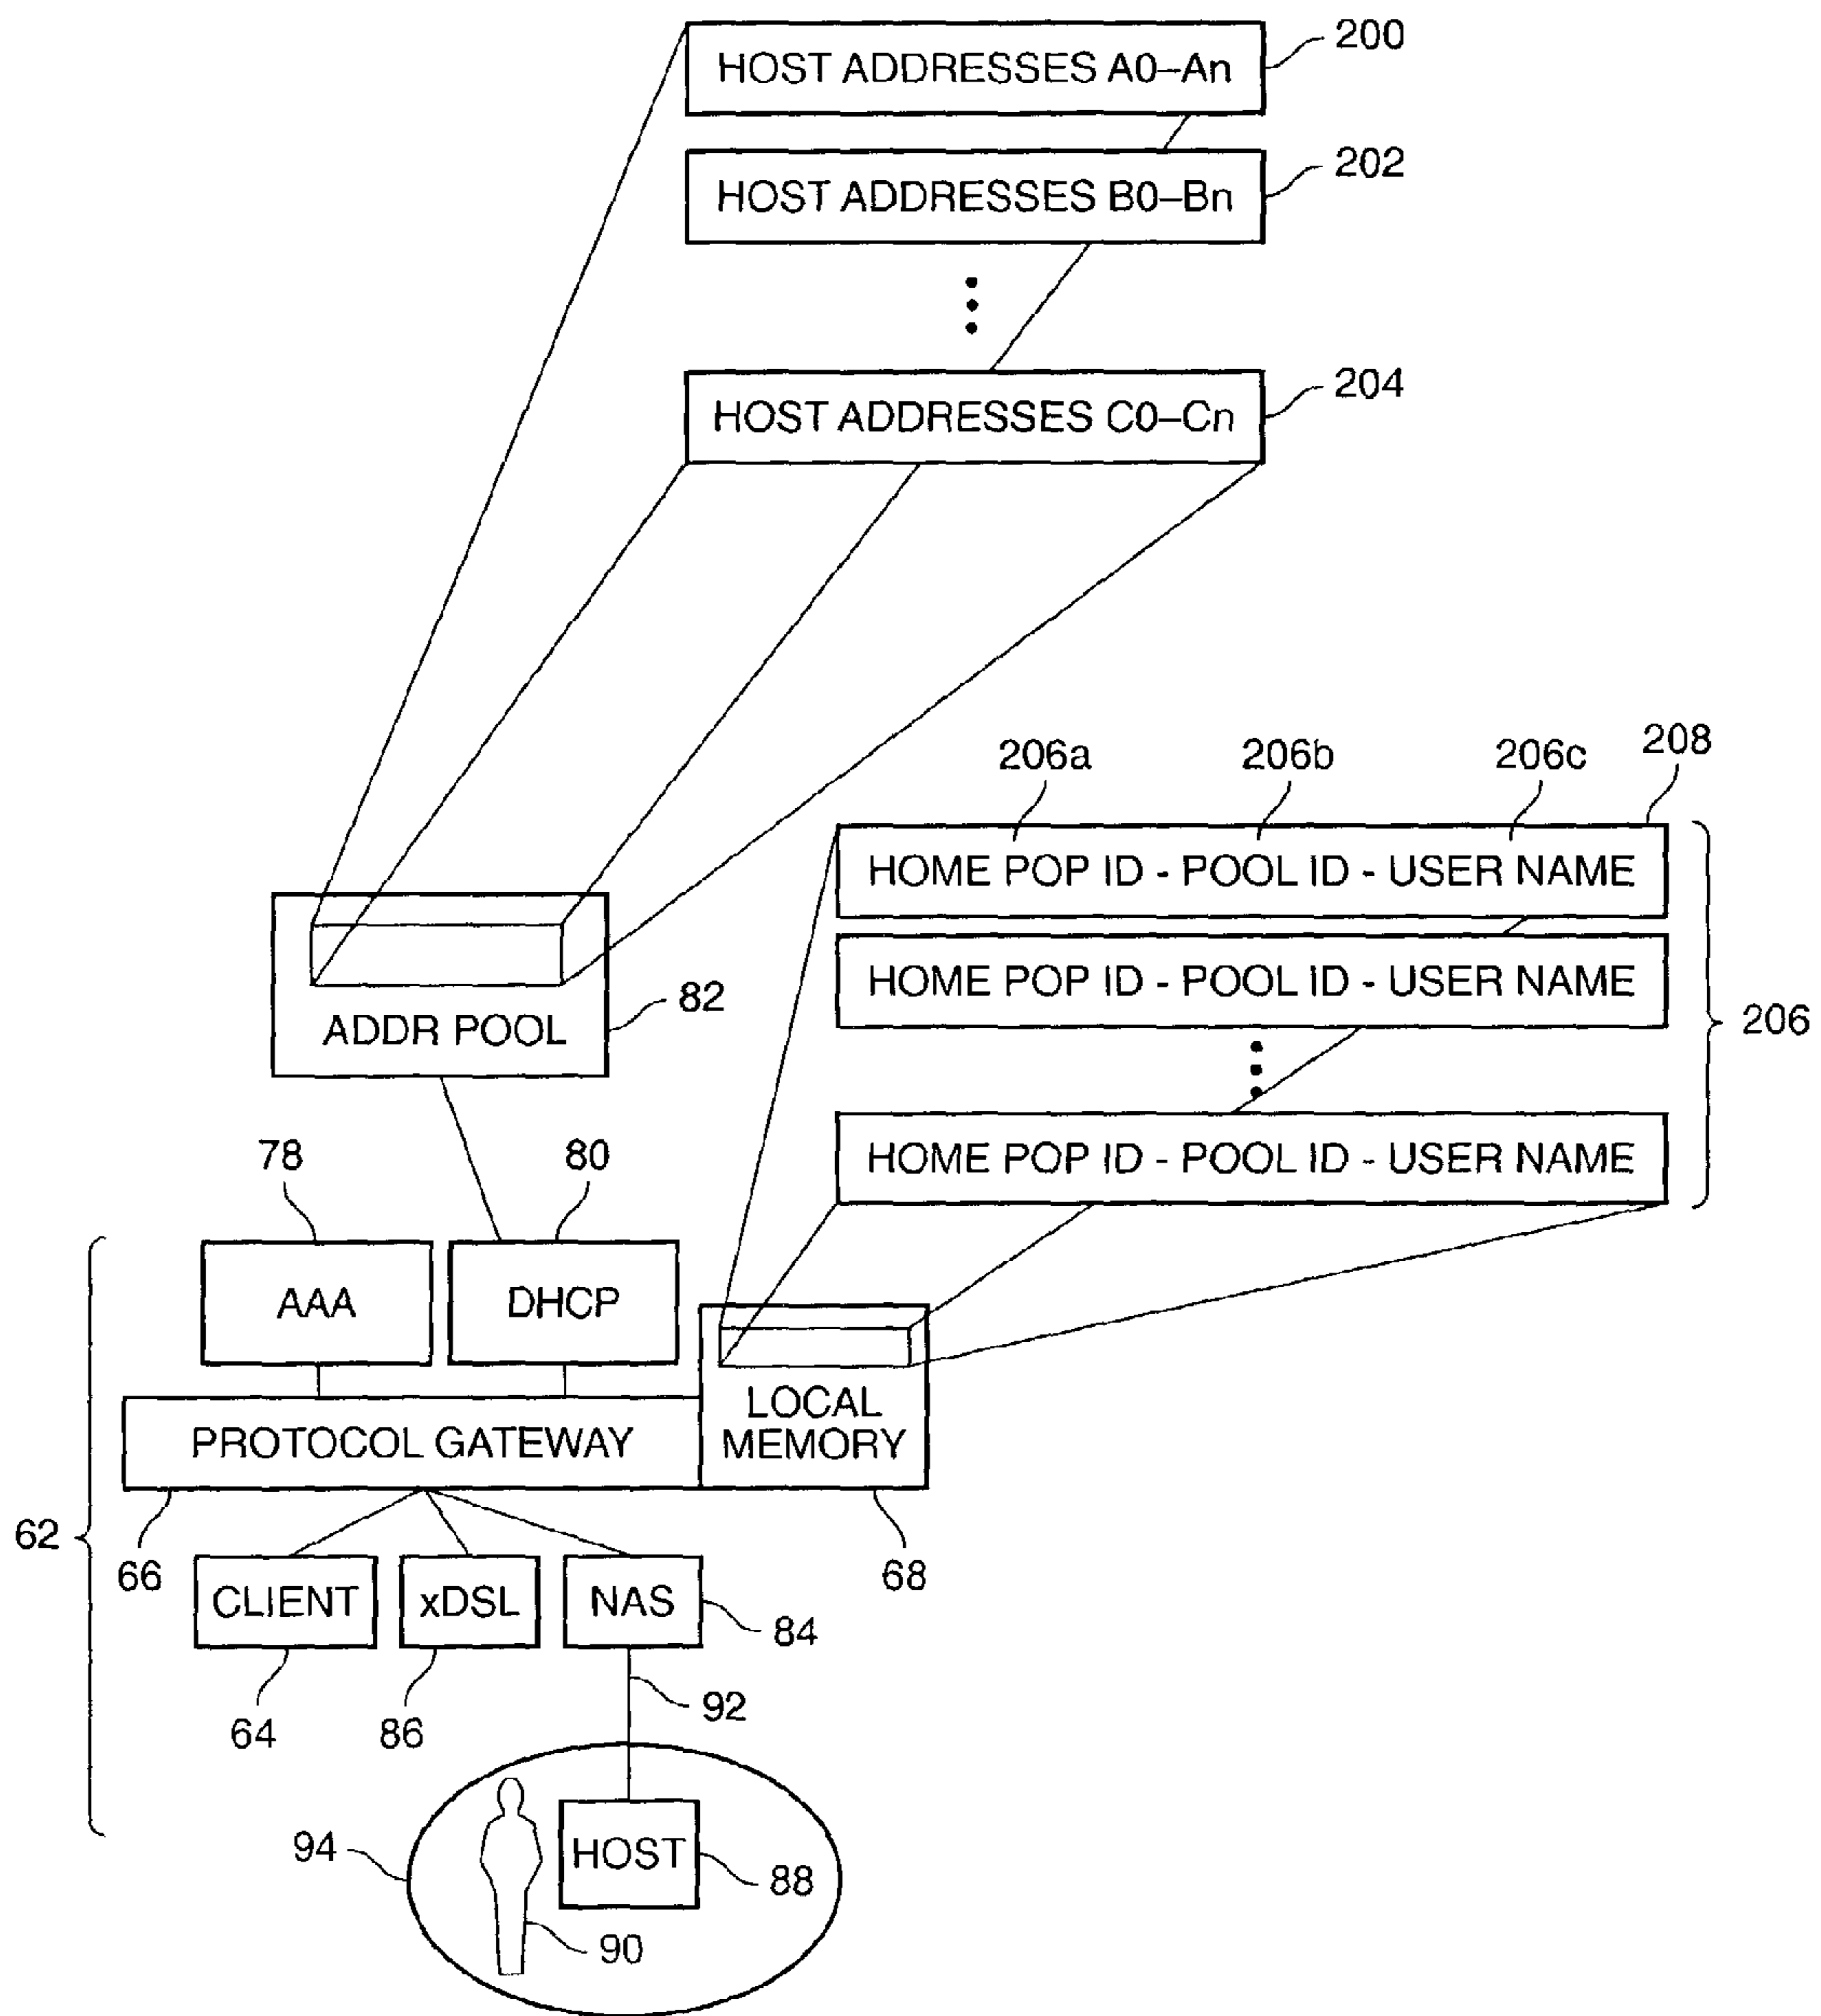 HOST ADDRESSES A0–An
200
HOST ADDRESSES B0–Bn
202
HOST ADDRESSES C0–Cn
204
206a
206b
206c
208
HOME POP ID - POOL ID - USER NAME
HOME POP ID - POOL ID - USER NAME
206
HOME POP ID - POOL ID - USER NAME
ADDR POOL
82
78
80
AAA
DHCP
LOCAL
MEMORY
PROTOCOL GATEWAY
62
66
68
CLIENT
xDSL
NAS
84
64
86
92
94
HOST
88
90